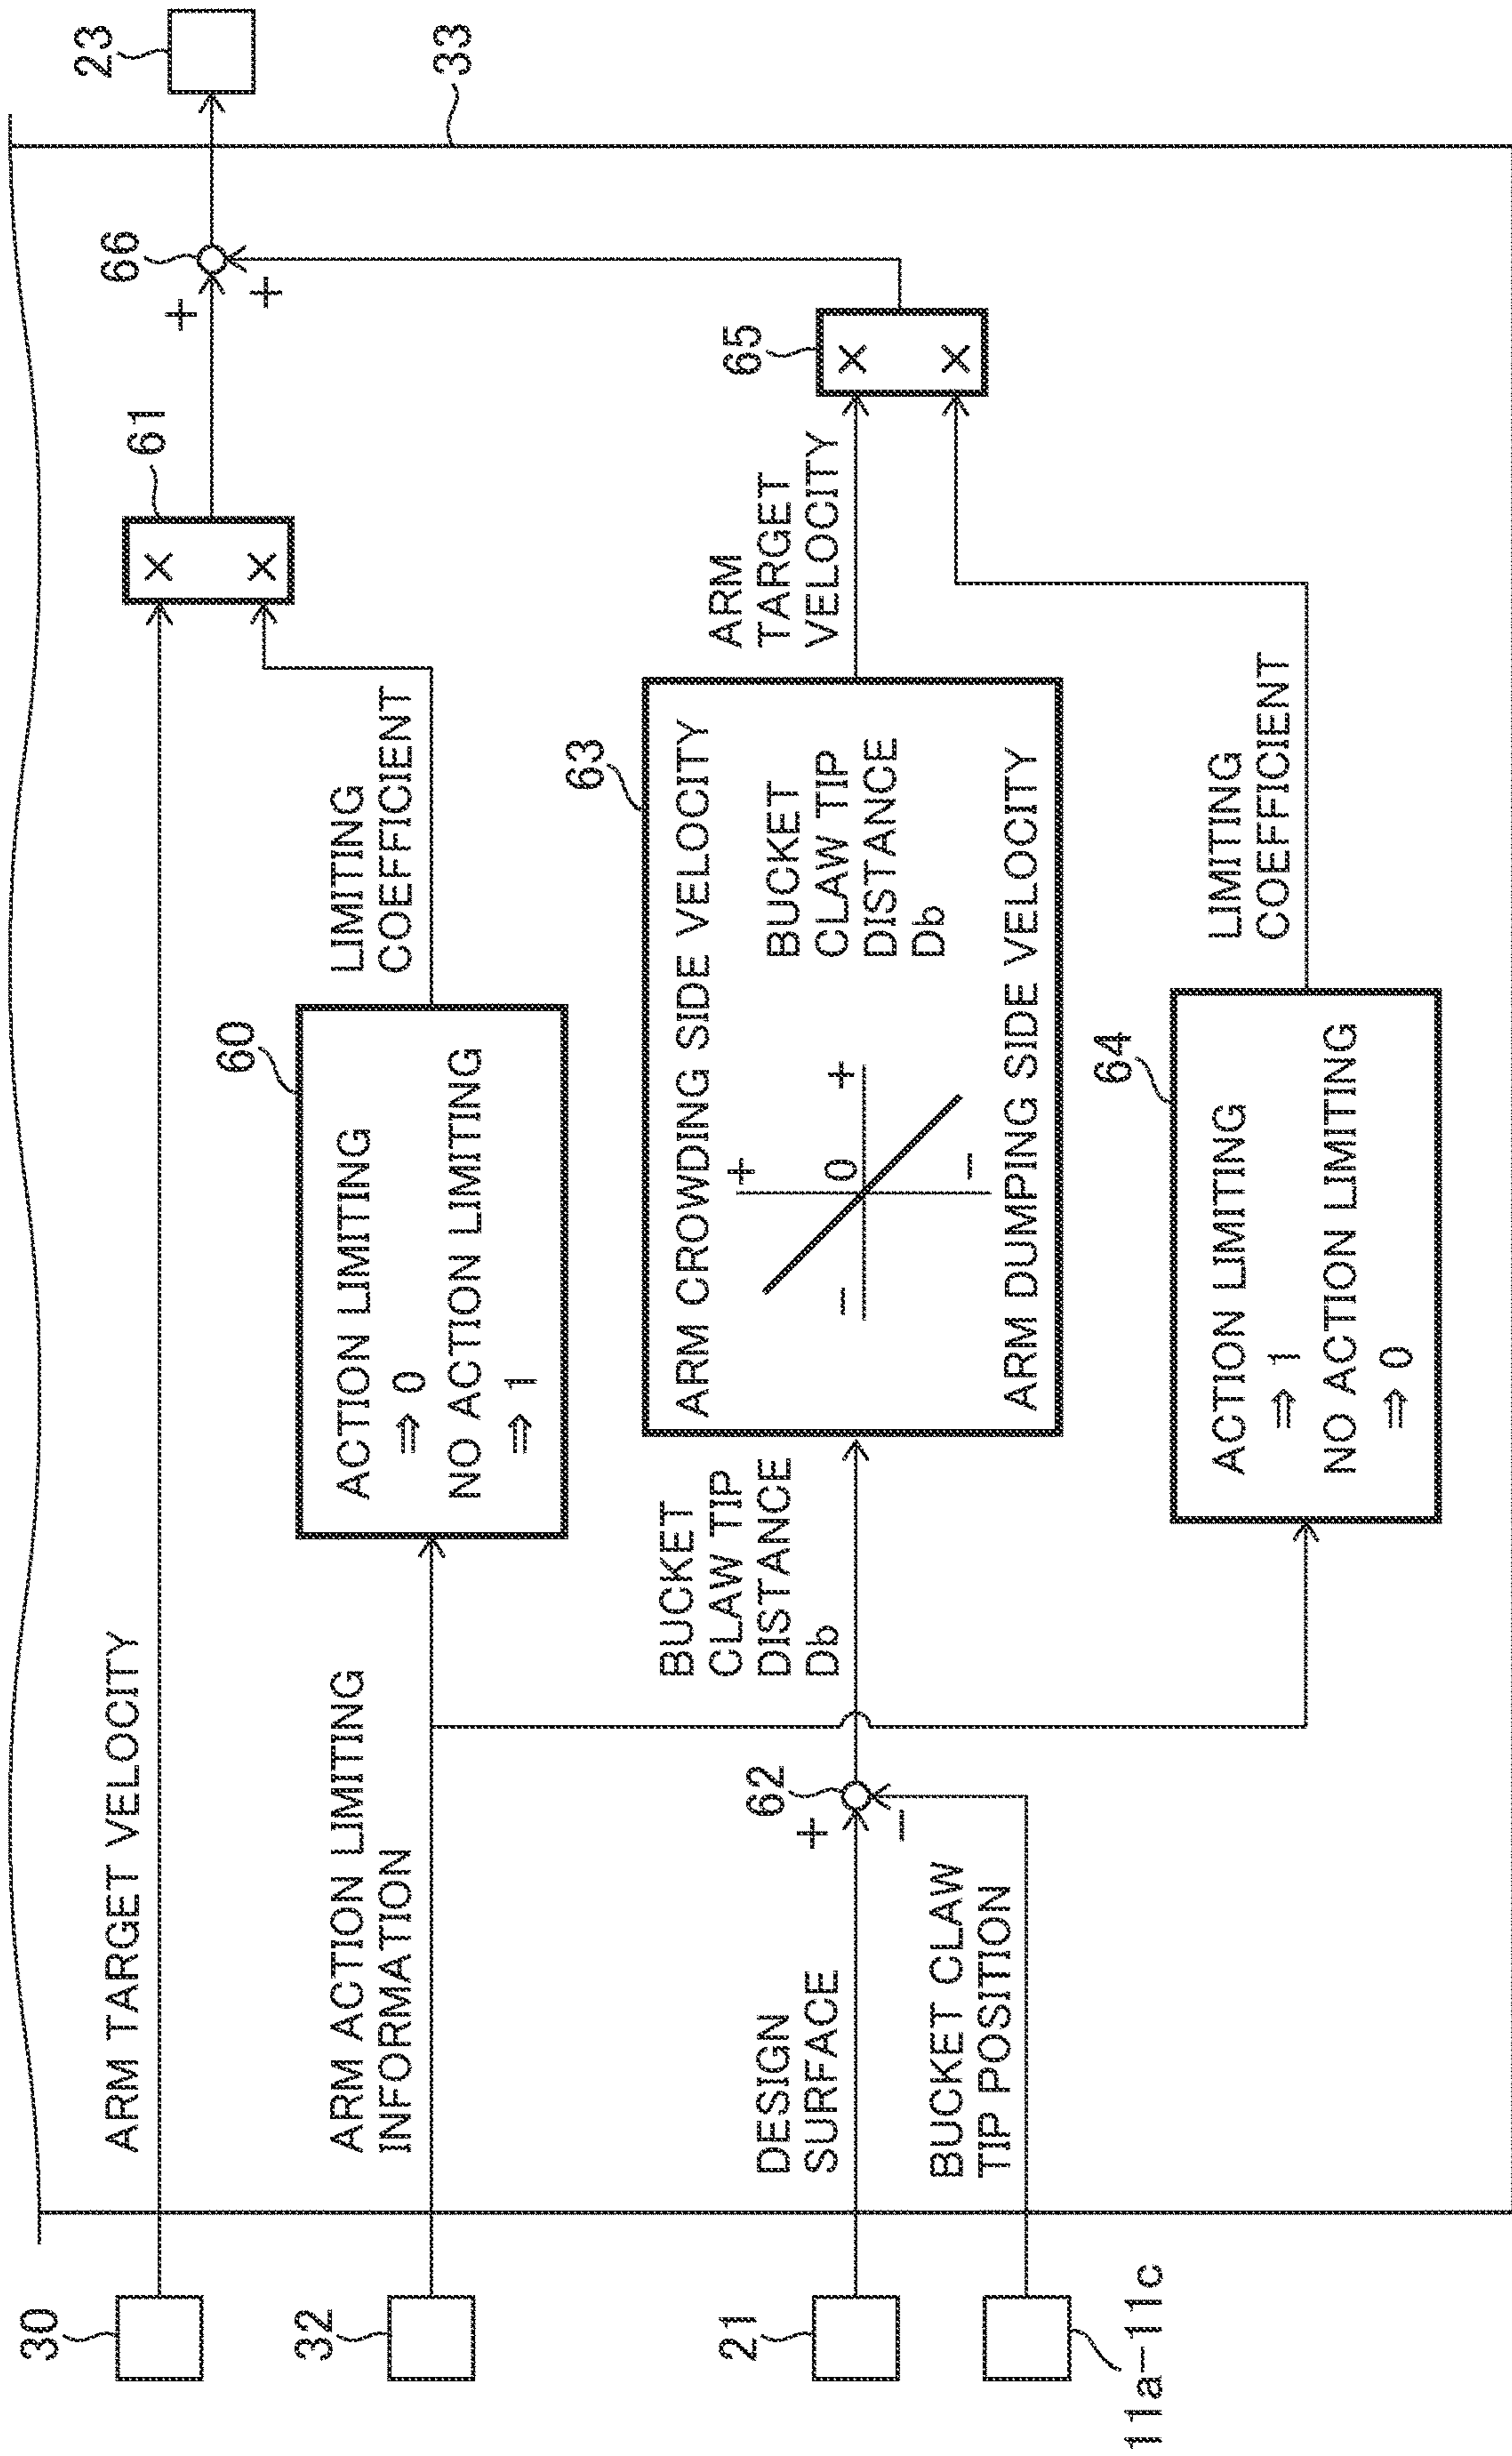 30
ARM TARGET VELOCITY
61
×
×
+
66
+
23
32
ARM ACTION LIMITING
INFORMATION
60
ACTION LIMITING
⇒ 0
NO ACTION LIMITING
⇒ 1
LIMITING
COEFFICIENT
33
21
DESIGN
SURFACE
62
+
−
BUCKET
CLAW TIP
DISTANCE
Db
63
ARM CROWDING SIDE VELOCITY
+
0
−
+
−
BUCKET
CLAW TIP
DISTANCE
Db
ARM DUMPING SIDE VELOCITY
ARM
TARGET
VELOCITY
65
×
×
11a−11c
BUCKET CLAW
TIP POSITION
64
ACTION LIMITING
⇒ 1
NO ACTION LIMITING
⇒ 0
LIMITING
COEFFICIENT